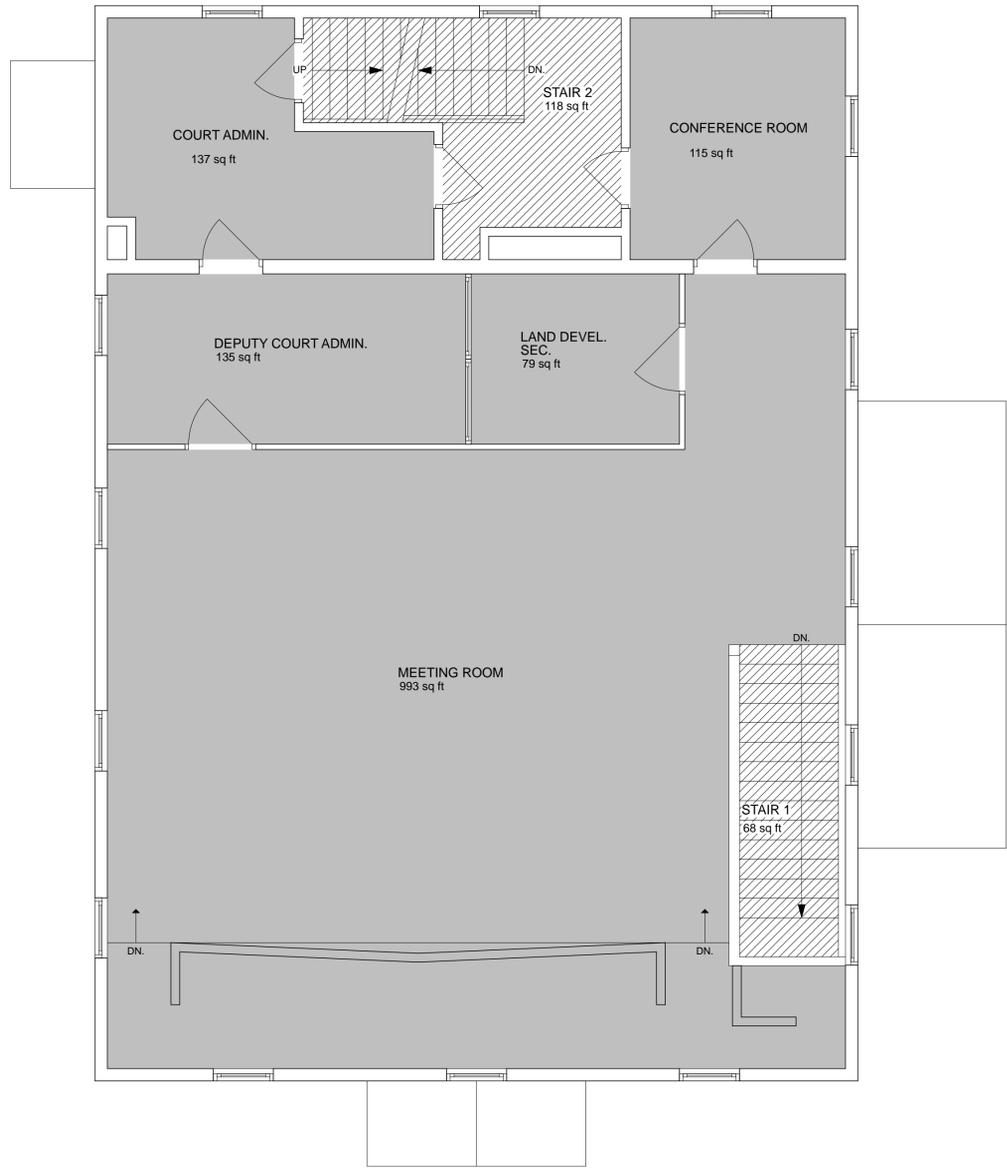 UP
DN.
STAIR 2
118 sq ft
COURT ADMIN.
137 sq ft
CONFERENCE ROOM
115 sq ft
DEPUTY COURT ADMIN.
135 sq ft
LAND DEVEL.
SEC.
79 sq ft
DN.
MEETING ROOM
993 sq ft
STAIR 1
68 sq ft
DN.
DN.